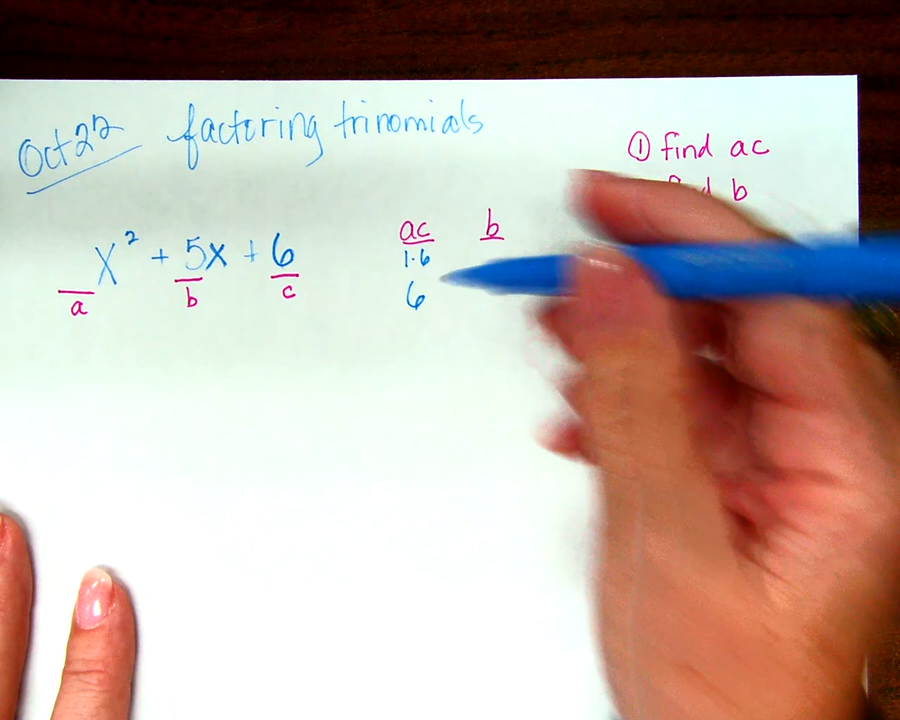 Oct 22 factoring trinomials
① find ac
b
ac b
x² + 5x + 6
1·6
a b c
6